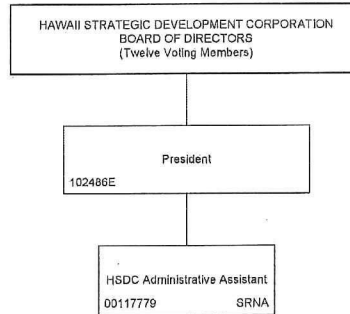 HAWAII STRATEGIC DEVELOPMENT CORPORATION
BOARD OF DIRECTORS
(Twelve Voting Members)
President
102486E
HSDC Administrative Assistant
00117779 SRNA